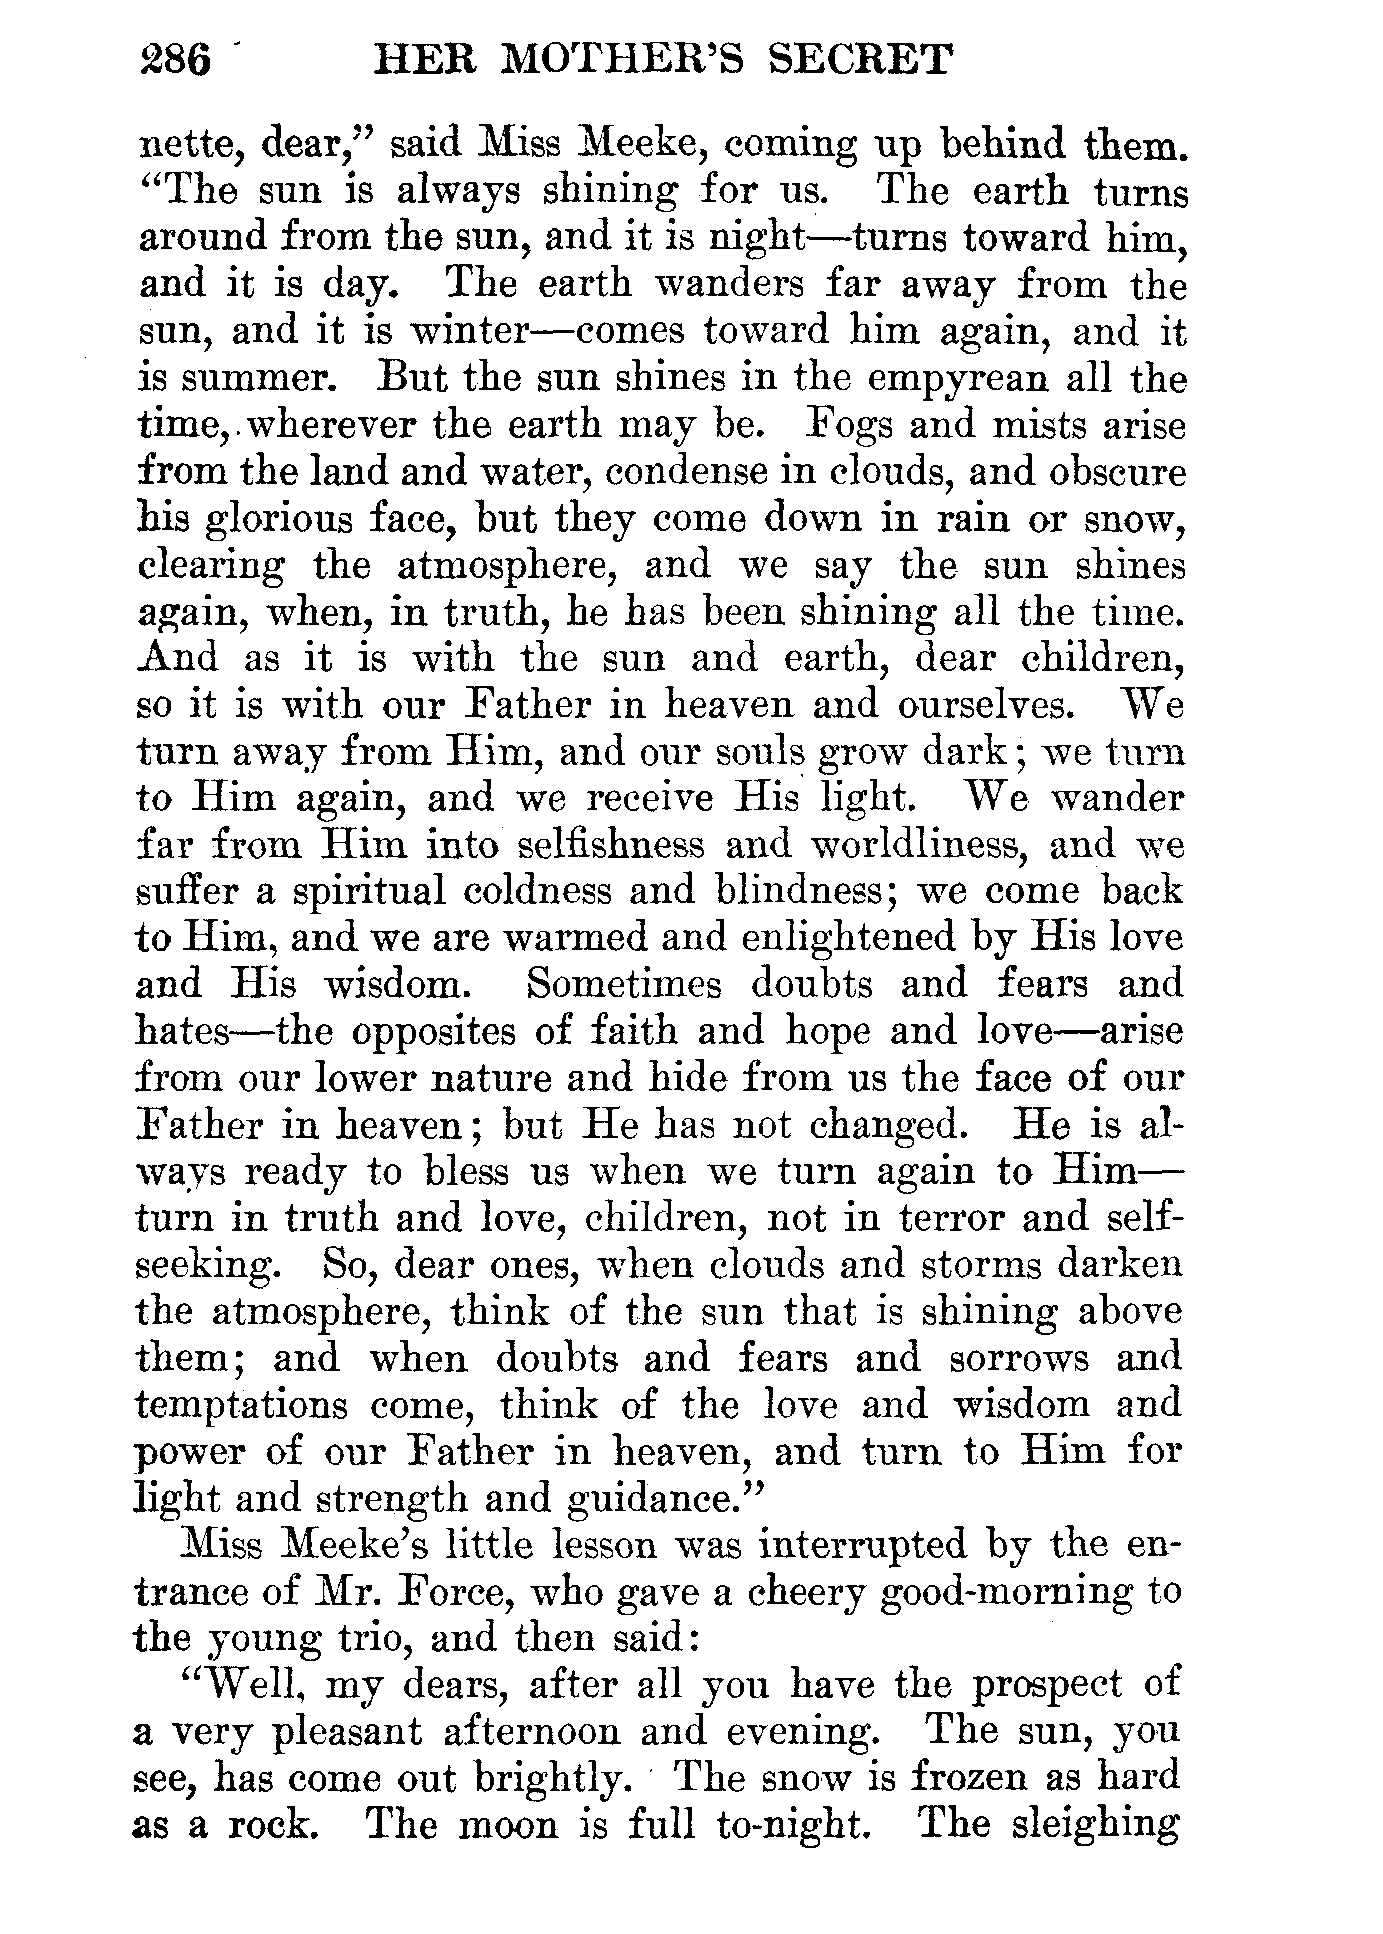 286 HER MOTHER'S SECRET
nette, dear," said Miss Meeke, coming up behind them.
"The sun is always shining for us. The earth turns
around from the sun, and it is night—turns toward him,
and it is day. The earth wanders far away from the
sun, and it is winter—comes toward him again, and it
is summer. But the sun shines in the empyrean all the
time, wherever the earth may be. Fogs and mists arise
from the land and water, condense in clouds, and obscure
his glorious face, but they come down in rain or snow,
clearing the atmosphere, and we say the sun shines
again, when, in truth, he has been shining all the time.
And as it is with the sun and earth, dear children,
so it is with our Father in heaven and ourselves. We
turn away from Him, and our souls grow dark; we turn
to Him again, and we receive His light. We wander
far from Him into selfishness and worldliness, and we
suffer a spiritual coldness and blindness; we come back
to Him, and we are warmed and enlightened by His love
and His wisdom. Sometimes doubts and fears and
hates—the opposites of faith and hope and love—arise
from our lower nature and hide from us the face of our
Father in heaven; but He has not changed. He is al-
ways ready to bless us when we turn again to Him—
turn in truth and love, children, not in terror and self-
seeking. So, dear ones, when clouds and storms darken
the atmosphere, think of the sun that is shining above
them; and when doubts and fears and sorrows and
temptations come, think of the love and wisdom and
power of our Father in heaven, and turn to Him for
light and strength and guidance."
Miss Meeke's little lesson was interrupted by the en-
trance of Mr. Force, who gave a cheery good-morning to
the young trio, and then said:
"Well, my dears, after all you have the prospect of
a very pleasant afternoon and evening. The sun, you
see, has come out brightly. The snow is frozen as hard
as a rock. The moon is full to-night. The sleighing